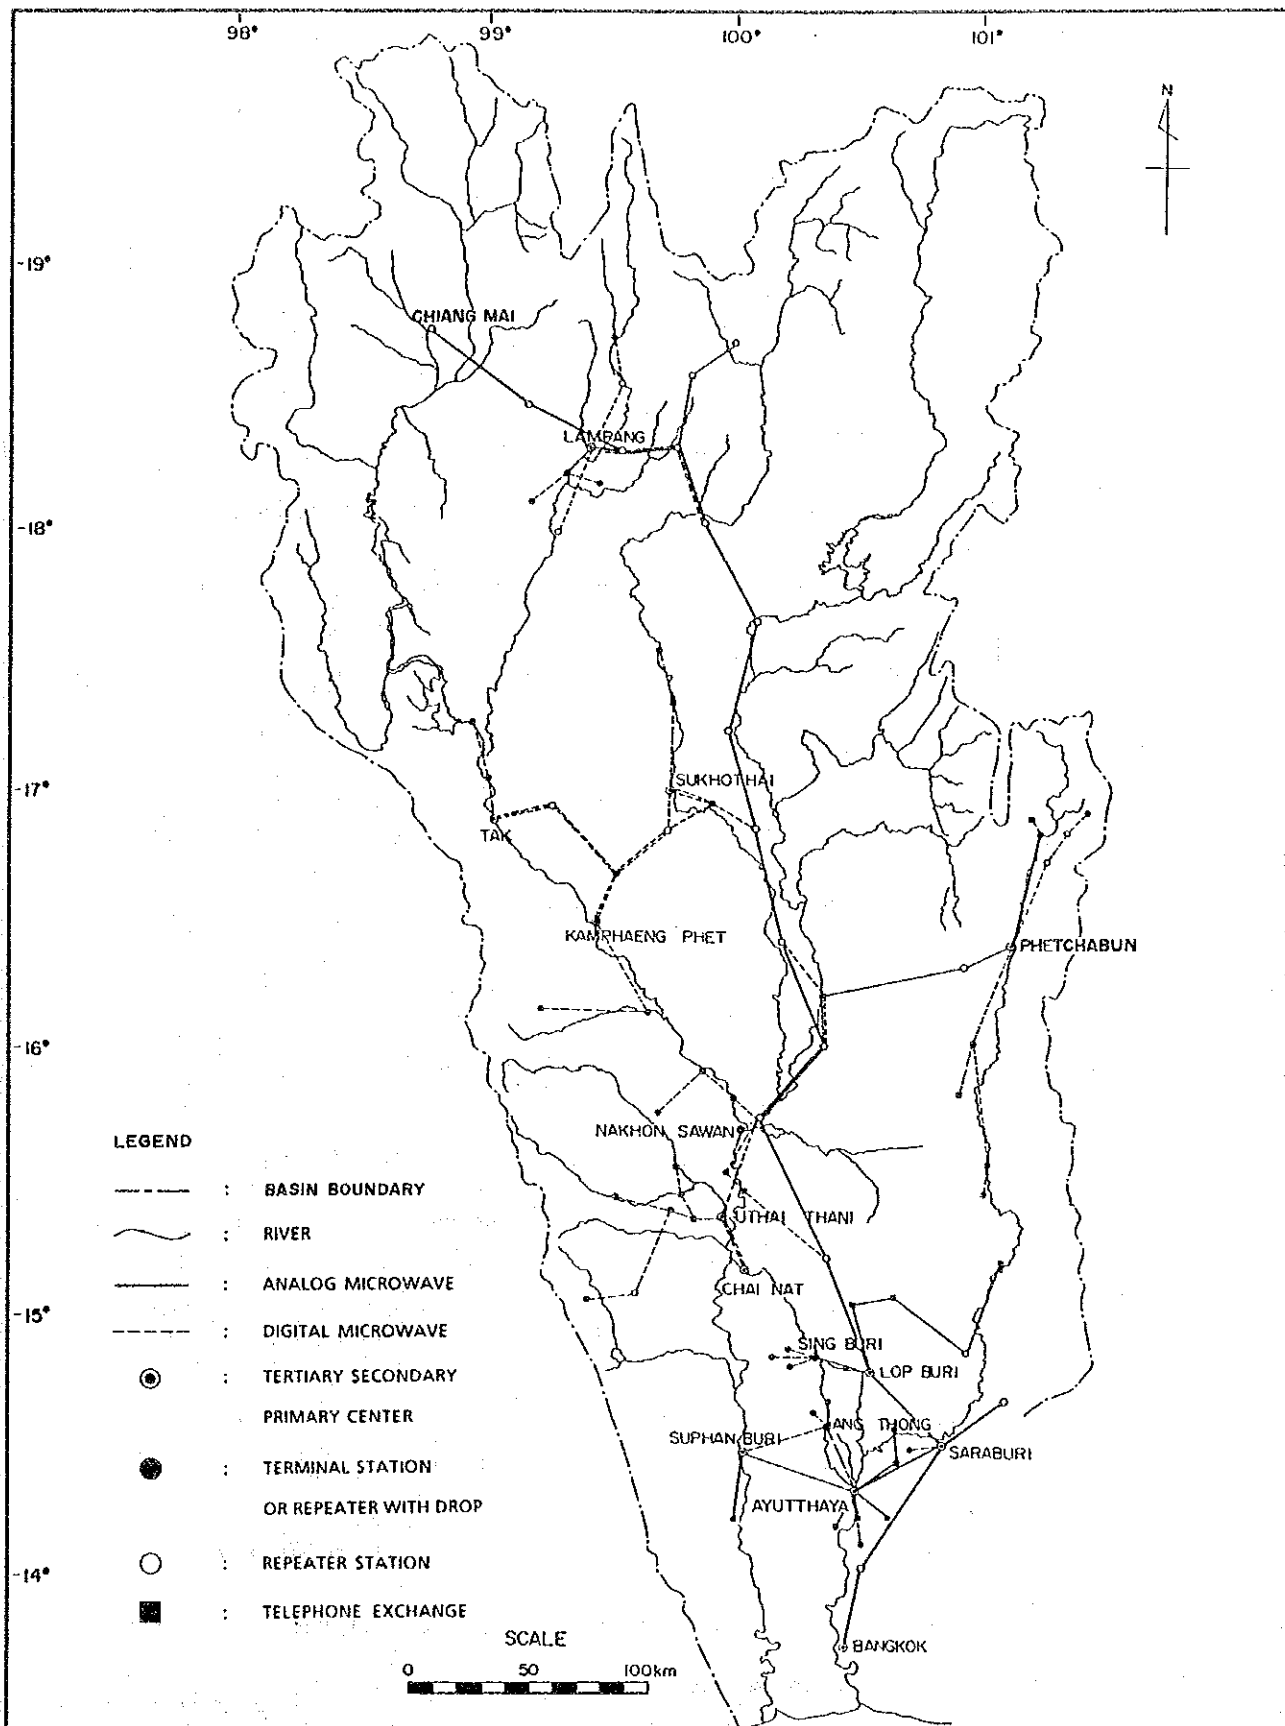 98° 99° 100° 101°
N
-19°
CHIANG MAI
LAMPANG
-18°
-17°
SUKHOTHAI
TAK
KAMPHAENG PHET
PHETCHABUN
-16°
NAKHON SAWAN
LEGEND
: BASIN BOUNDARY
UTHAI THANI
: RIVER
: ANALOG MICROWAVE
CHAI NAT
-15°
: DIGITAL MICROWAVE
SING BURI
: TERTIARY SECONDARY
LOP BURI
PRIMARY CENTER
ANG THONG
SUPHAN BURI
SARABURI
: TERMINAL STATION
OR REPEATER WITH DROP
AYUTTHAYA
: REPEATER STATION
-14°
: TELEPHONE EXCHANGE
SCALE
BANGKOK
0 50 100km